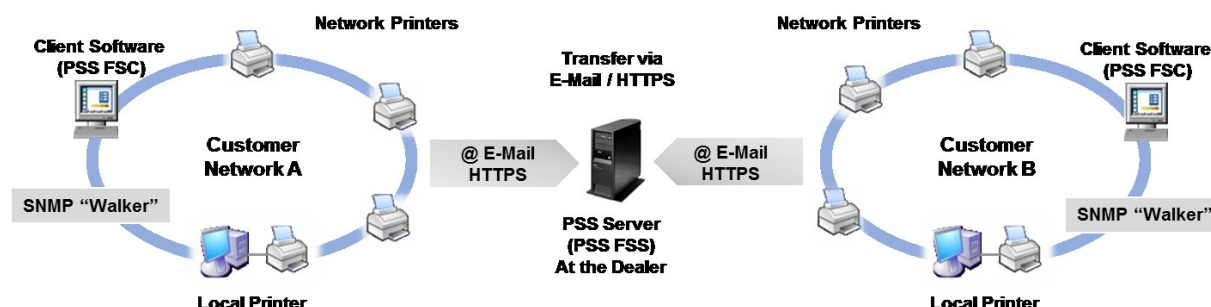 Network Printers
Client Software
(PSS FSC)
Customer
Network A
SNMP “Walker”
Local Printer
Transfer via
E-Mail / HTTPS
@ E-Mail
HTTPS
@ E-Mail
HTTPS
PSS Server
(PSS FSS)
At the Dealer
Network Printers
Client Software
(PSS FSC)
Customer
Network B
SNMP “Walker”
Local Printer